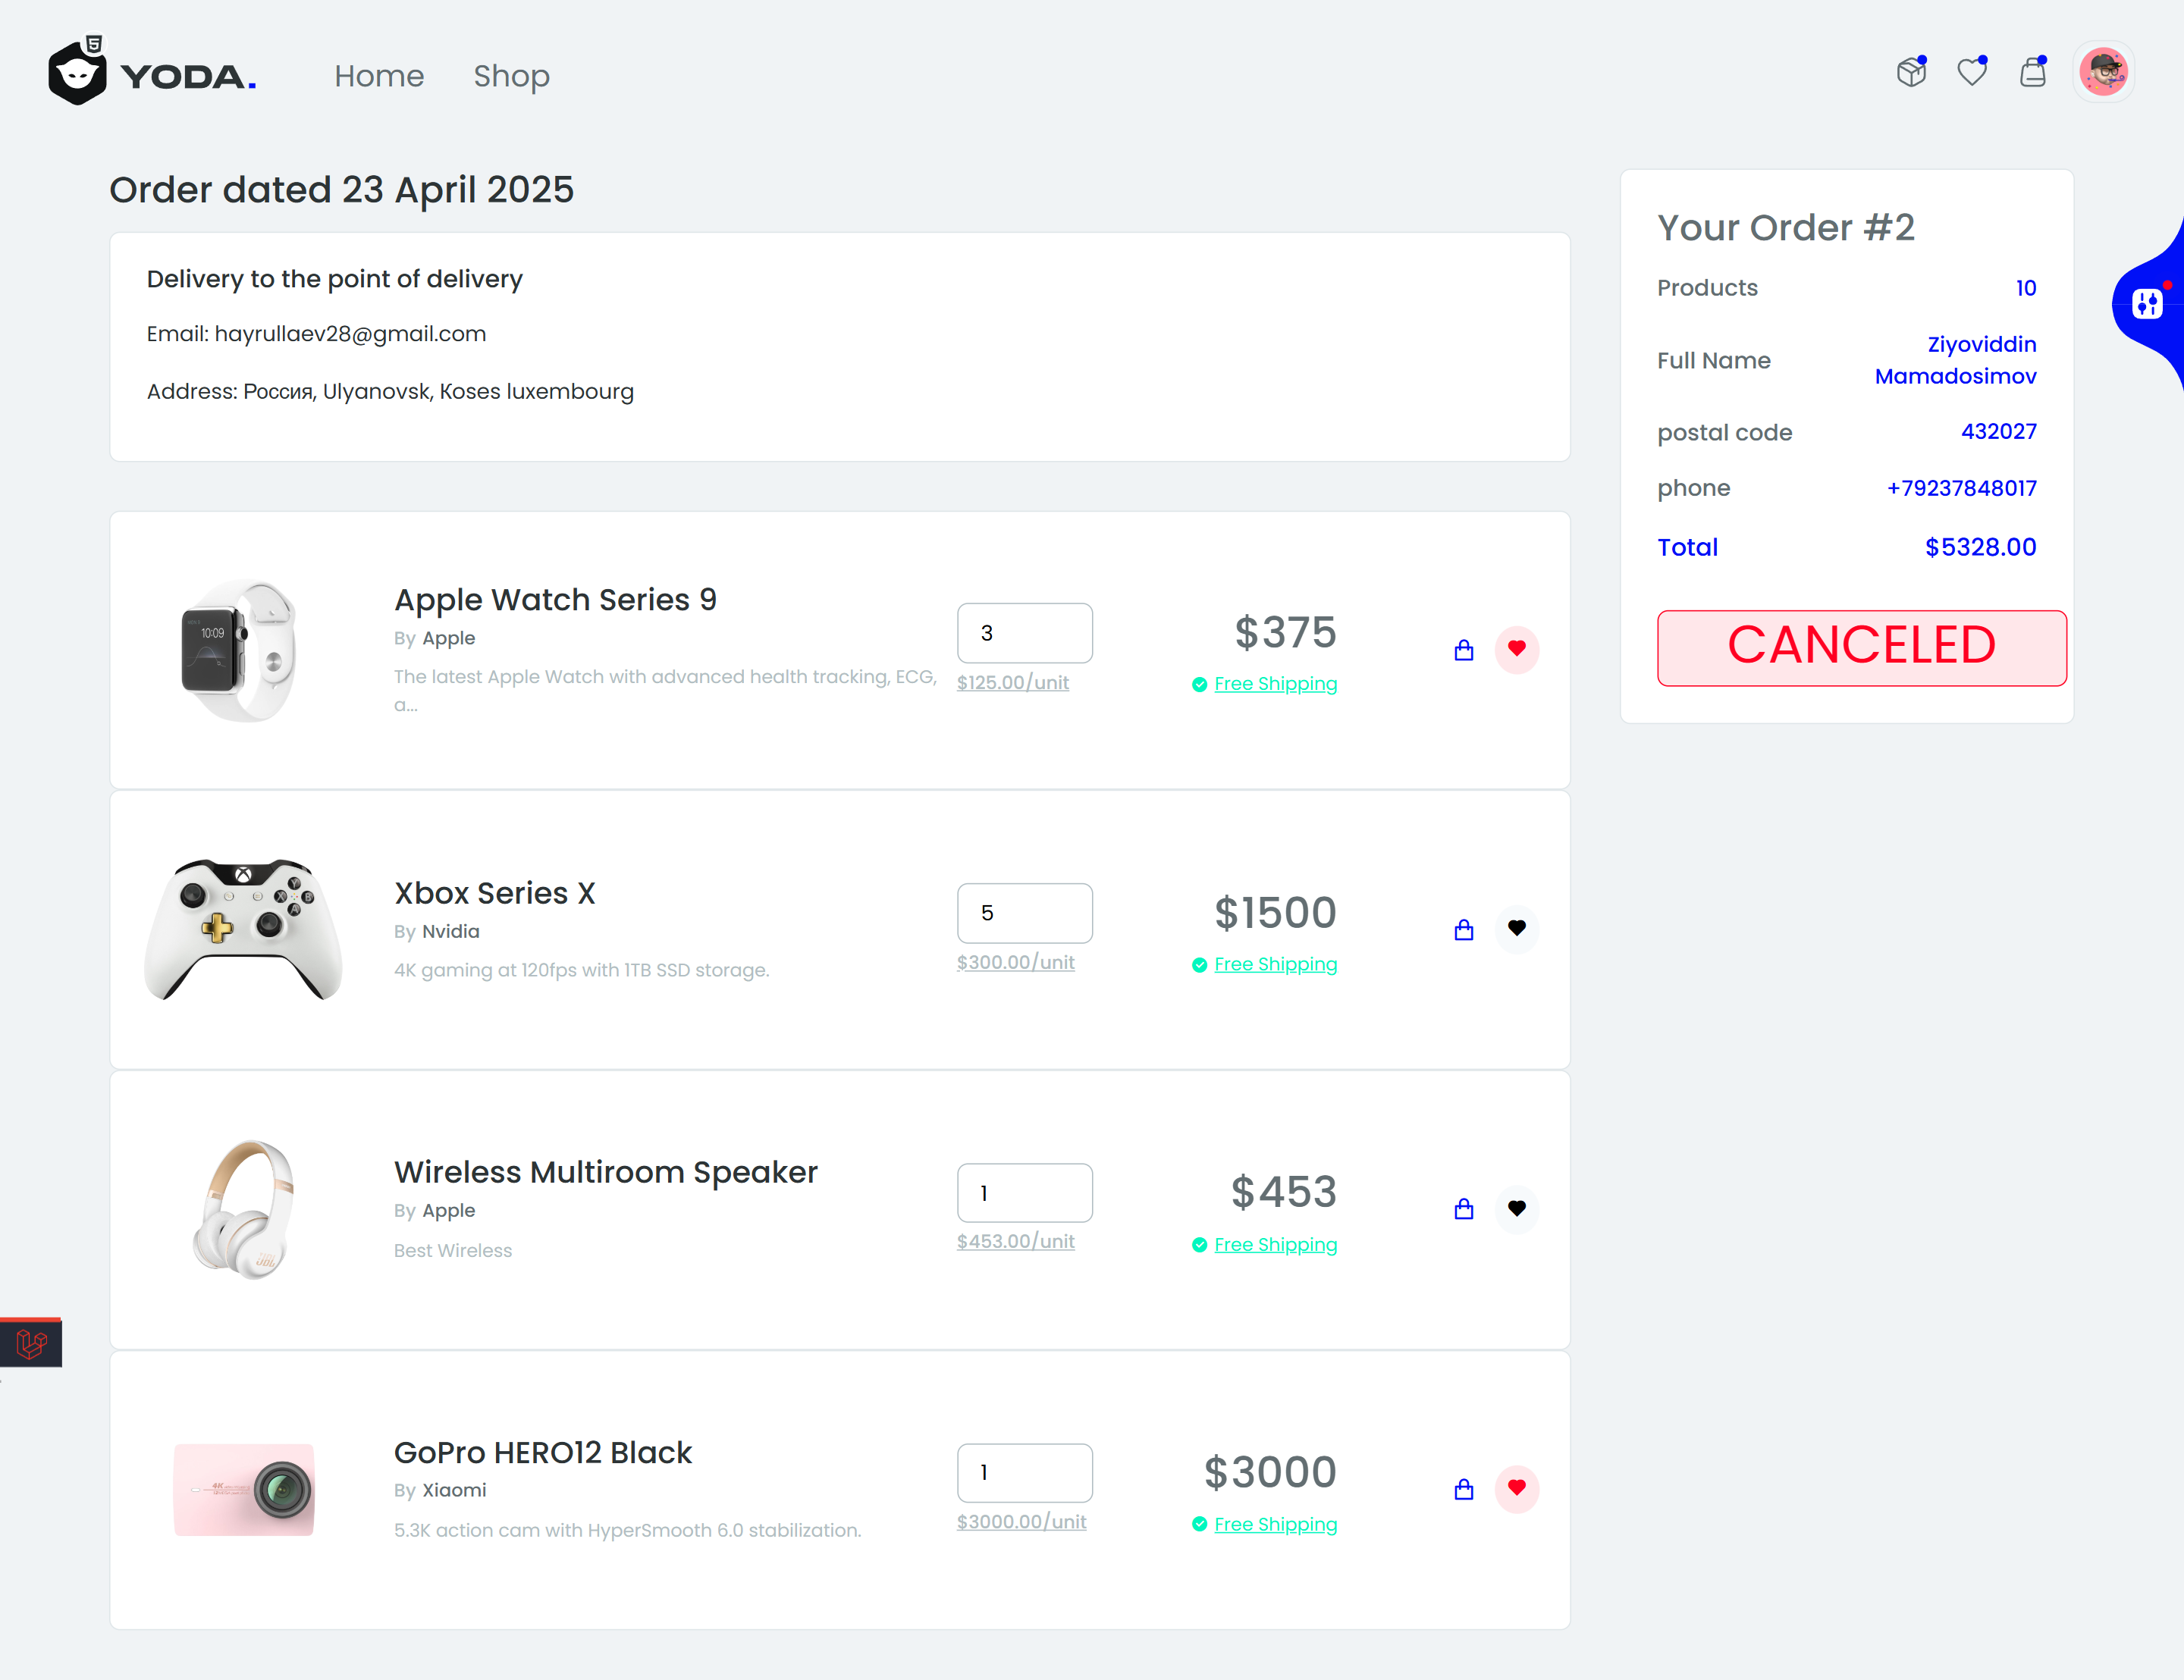 YODA.
Home
Shop
Order dated 23 April 2025
Delivery to the point of delivery
Email: hayrullaev28@gmail.com
Address: Россия, Ulyanovsk, Koses luxembourg
Apple Watch Series 9
By Apple
The latest Apple Watch with advanced health tracking, ECG,
a...
3
$125.00/unit
$375
Free Shipping
10:09
Xbox Series X
By Nvidia
4K gaming at 120fps with 1TB SSD storage.
5
$300.00/unit
$1500
Free Shipping
Y
X
B
A
Wireless Multiroom Speaker
By Apple
Best Wireless
1
$453.00/unit
$453
Free Shipping
JBL
GoPro HERO12 Black
By Xiaomi
5.3K action cam with HyperSmooth 6.0 stabilization.
1
$3000.00/unit
$3000
Free Shipping
4K
Your Order #2
Products 10
Full Name Ziyoviddin
Mamadosimov
postal code 432027
phone +79237848017
Total $5328.00
CANCELED